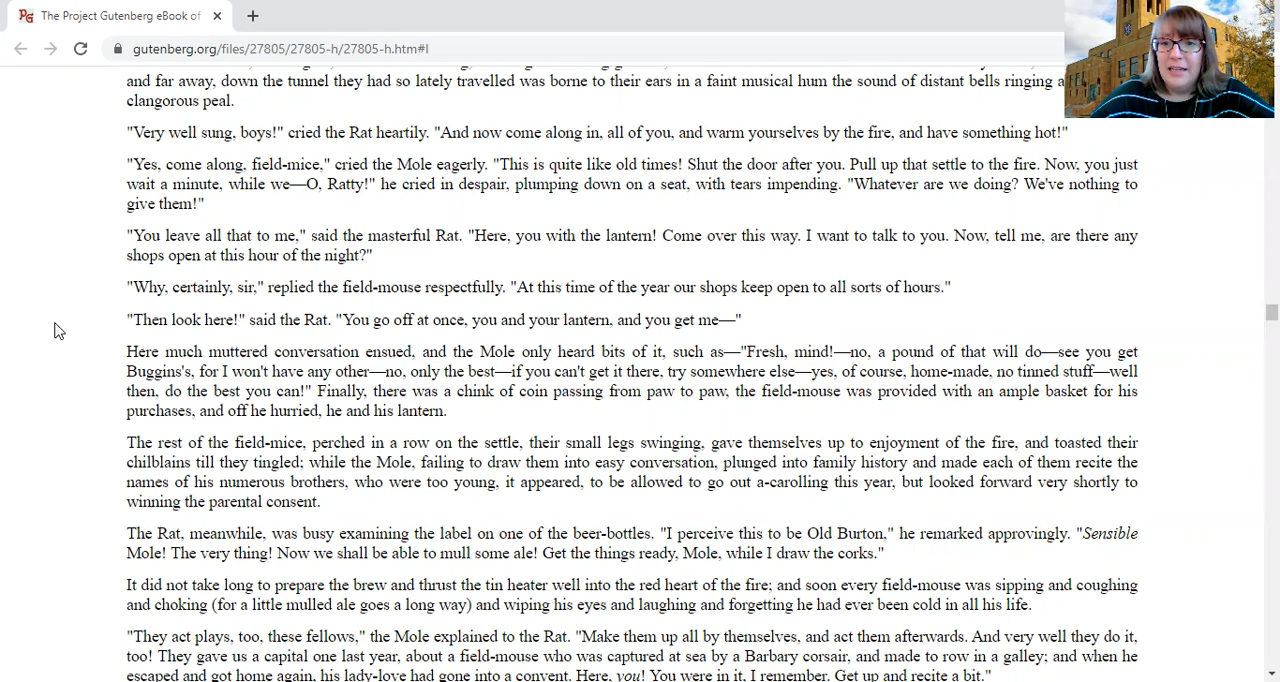 The Project Gutenberg eBook of
gutenberg.org/files/27805/27805-h/27805-h.htm#I
and far away, down the tunnel they had so lately travelled was borne to their ears in a faint musical hum the sound of distant bells ringing a
clangorous peal.
"Very well sung, boys!" cried the Rat heartily. "And now come along in, all of you, and warm yourselves by the fire, and have something hot!"
"Yes, come along, field-mice," cried the Mole eagerly. "This is quite like old times! Shut the door after you. Pull up that settle to the fire. Now, you just
wait a minute, while we—O, Ratty!" he cried in despair, plumping down on a seat, with tears impending. "Whatever are we doing? We've nothing to
give them!"
"You leave all that to me," said the masterful Rat. "Here, you with the lantern! Come over this way. I want to talk to you. Now, tell me, are there any
shops open at this hour of the night?"
"Why, certainly, sir," replied the field-mouse respectfully. "At this time of the year our shops keep open to all sorts of hours."
"Then look here!" said the Rat. "You go off at once, you and your lantern, and you get me—"
Here much muttered conversation ensued, and the Mole only heard bits of it, such as—"Fresh, mind!—no, a pound of that will do—see you get
Buggins's, for I won't have any other—no, only the best—if you can't get it there, try somewhere else—yes, of course, home-made, no tinned stuff—well
then, do the best you can!" Finally, there was a chink of coin passing from paw to paw, the field-mouse was provided with an ample basket for his
purchases, and off he hurried, he and his lantern.
The rest of the field-mice, perched in a row on the settle, their small legs swinging, gave themselves up to enjoyment of the fire, and toasted their
chilblains till they tingled; while the Mole, failing to draw them into easy conversation, plunged into family history and made each of them recite the
names of his numerous brothers, who were too young, it appeared, to be allowed to go out a-carolling this year, but looked forward very shortly to
winning the parental consent.
The Rat, meanwhile, was busy examining the label on one of the beer-bottles. "I perceive this to be Old Burton," he remarked approvingly. "Sensible
Mole! The very thing! Now we shall be able to mull some ale! Get the things ready, Mole, while I draw the corks."
It did not take long to prepare the brew and thrust the tin heater well into the red heart of the fire; and soon every field-mouse was sipping and coughing
and choking (for a little mulled ale goes a long way) and wiping his eyes and laughing and forgetting he had ever been cold in all his life.
"They act plays, too, these fellows," the Mole explained to the Rat. "Make them up all by themselves, and act them afterwards. And very well they do it,
too! They gave us a capital one last year, about a field-mouse who was captured at sea by a Barbary corsair, and made to row in a galley; and when he
escaped and got home again, his lady-love had gone into a convent. Here, you! You were in it, I remember. Get up and recite a bit."